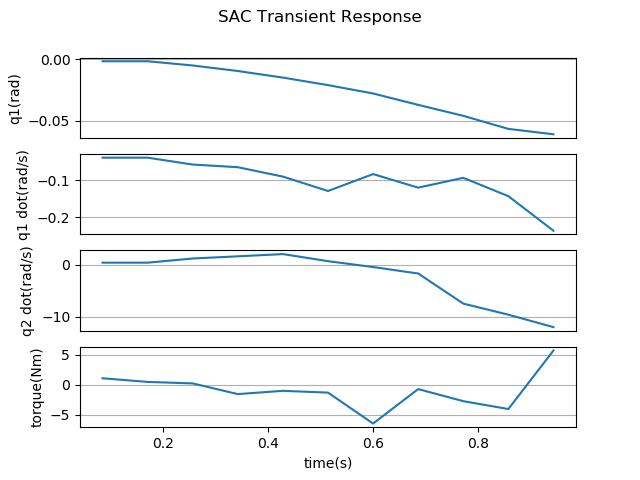 SAC Transient Response
q1(rad)
0.00
−0.05
q1 dot(rad/s)
−0.1
−0.2
q2 dot(rad/s)
0
−10
torque(Nm)
5
0
−5
0.2 0.4 0.6 0.8
time(s)